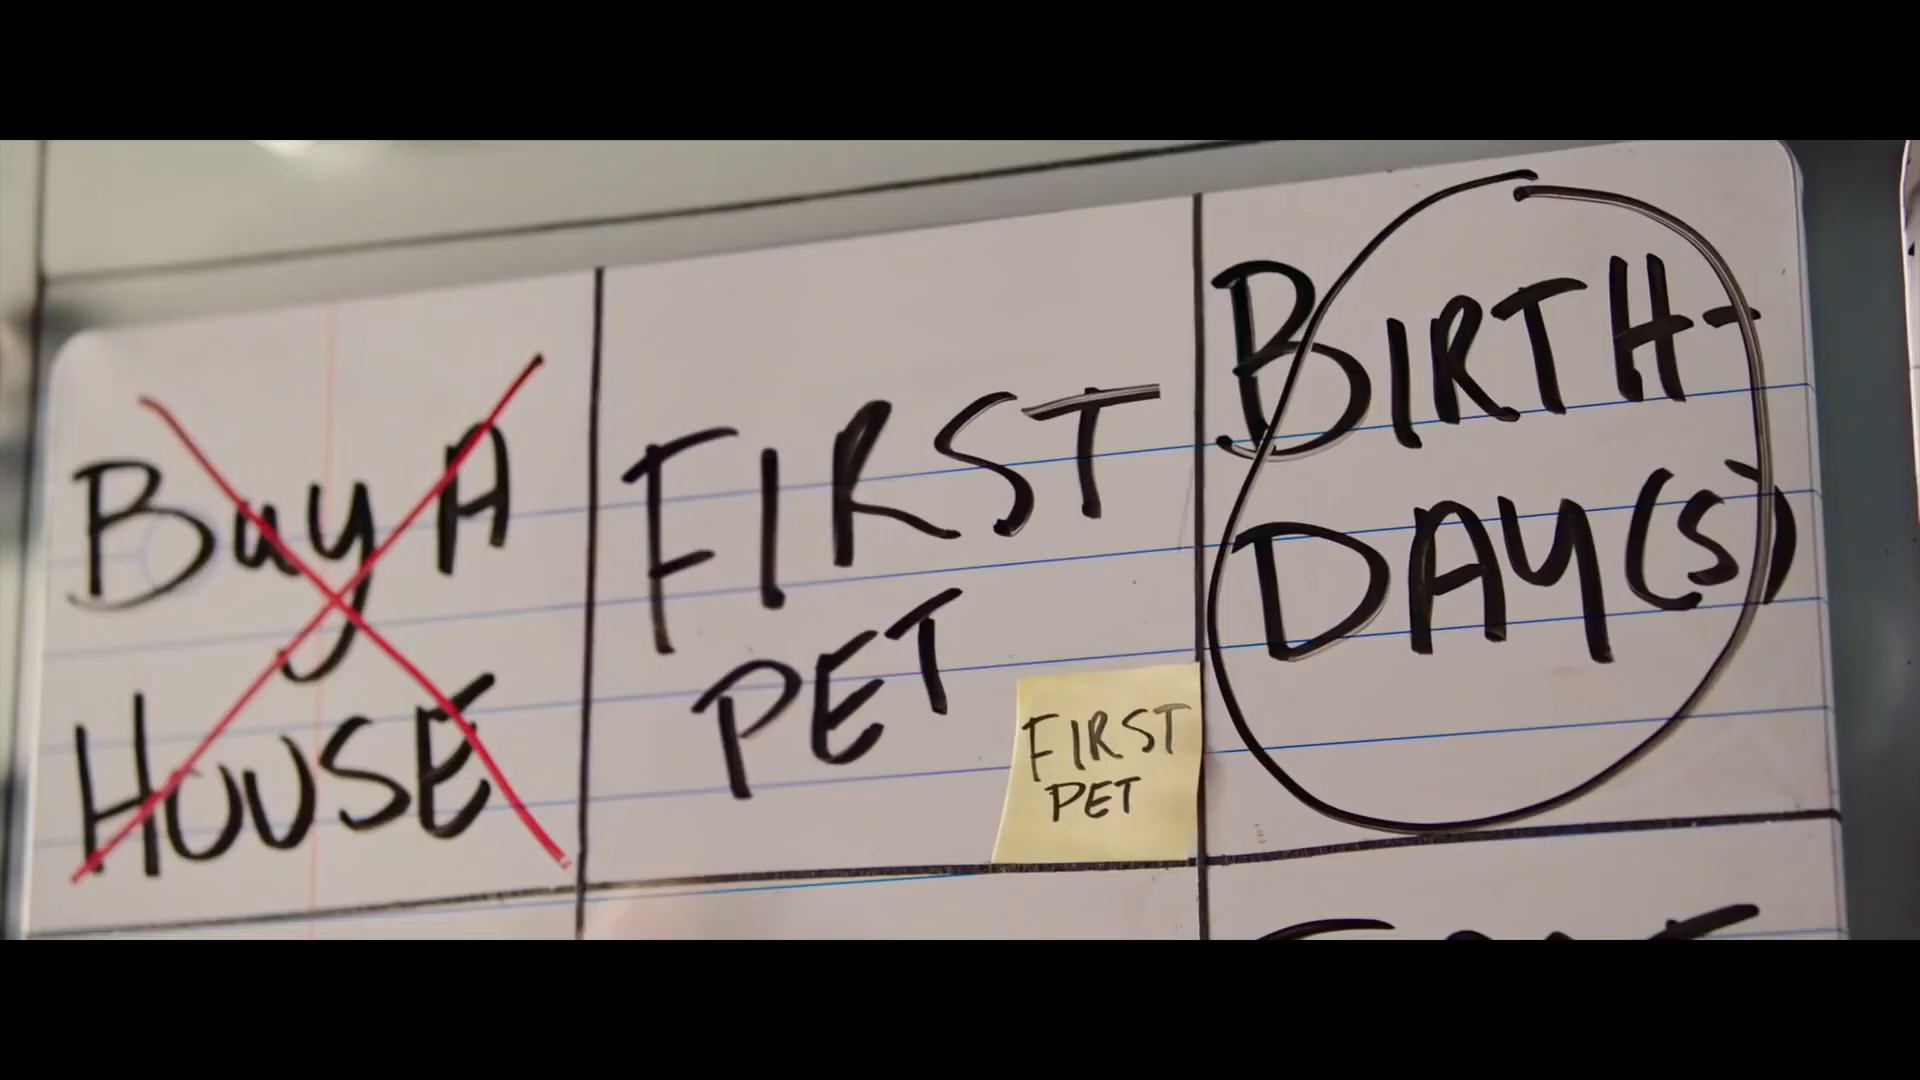 Buy A
House
FIRST
PET
FIRST
PET
BIRTH-
DAY(S)